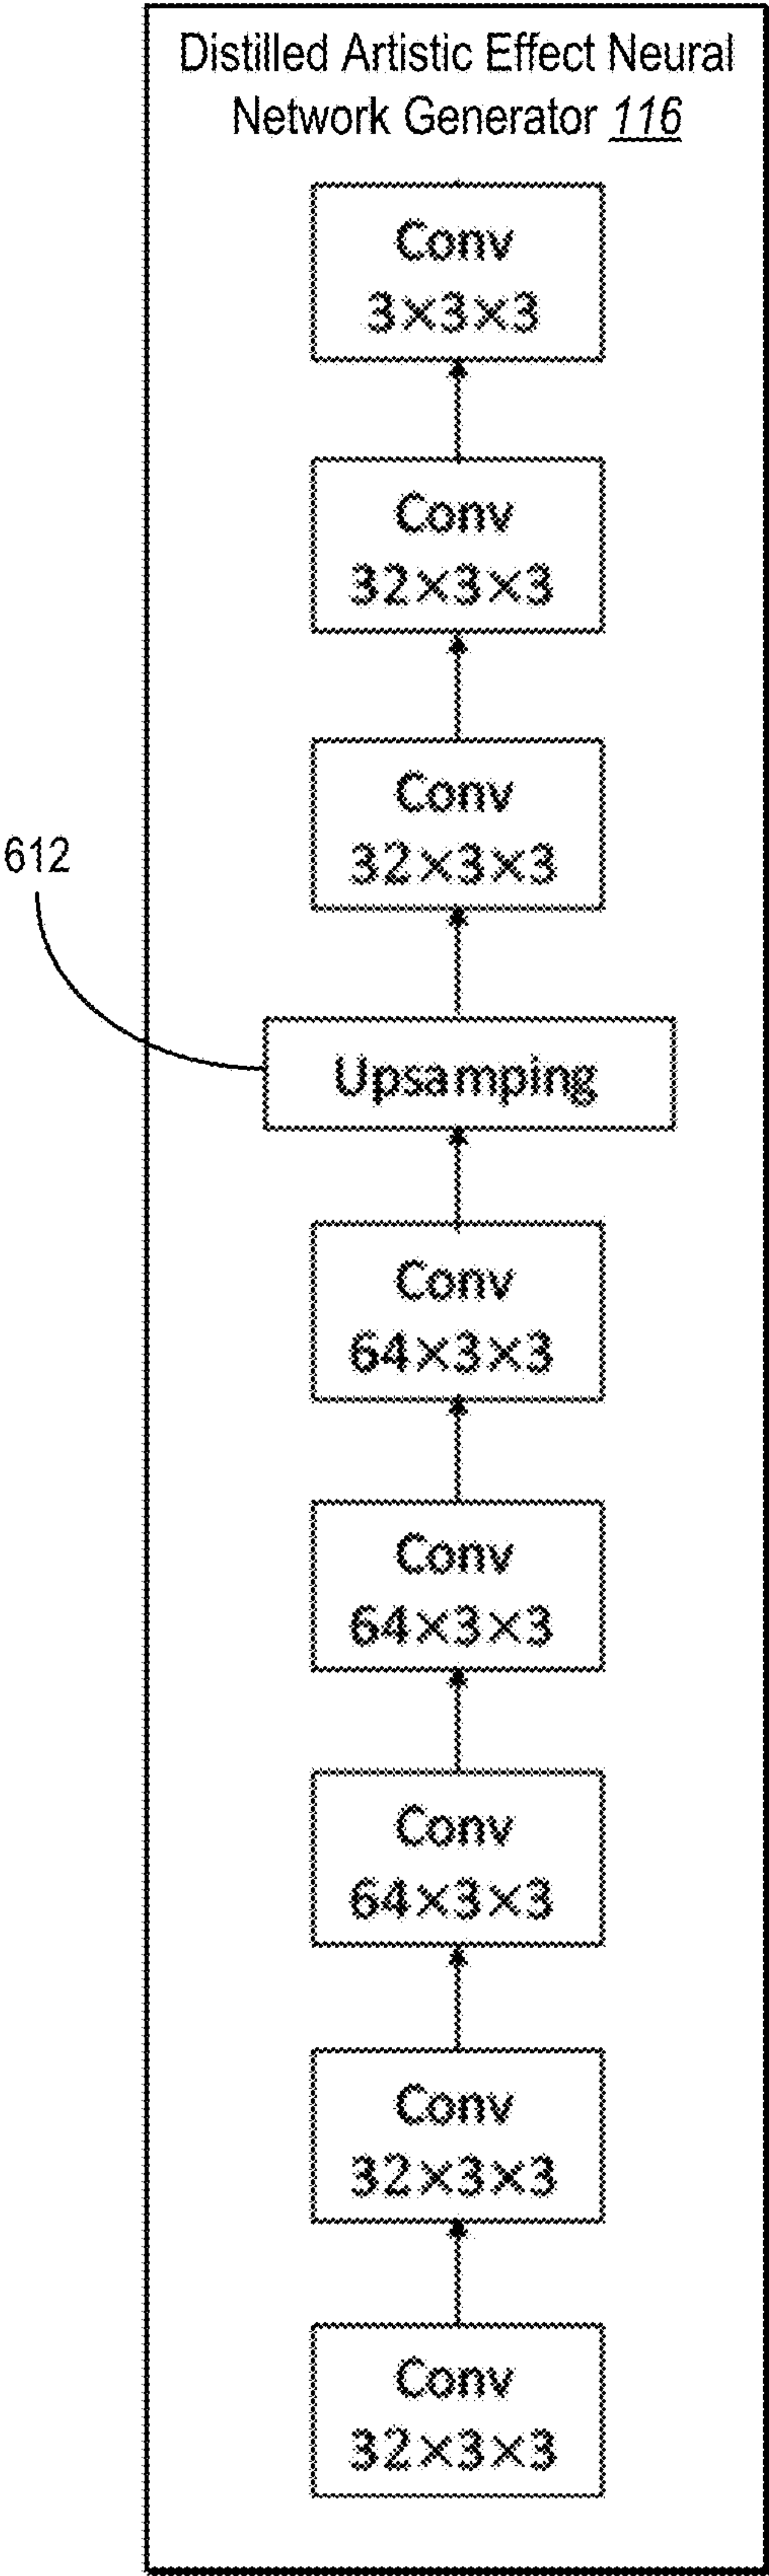 Distilled Artistic Effect Neural
Network Generator 116
Conv
3×3×3
Conv
32×3×3
Conv
32×3×3
612
Upsamping
Conv
64×3×3
Conv
64×3×3
Conv
64×3×3
Conv
32×3×3
Conv
32×3×3